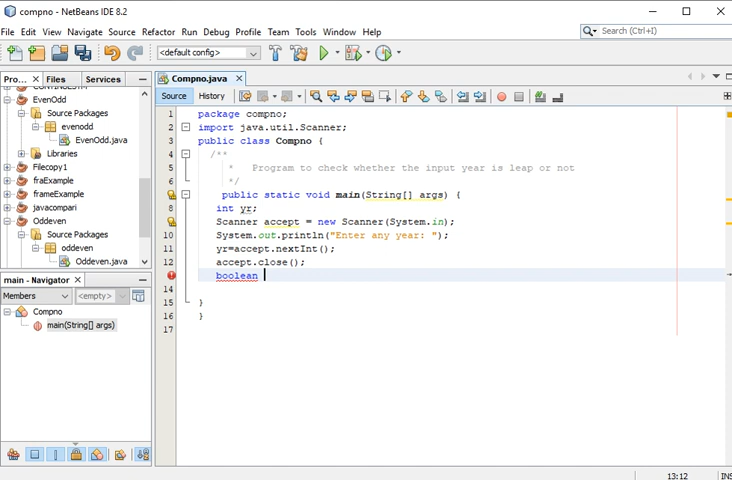 compno - NetBeans IDE 8.2
File Edit View Navigate Source Refactor Run Debug Profile Team Tools Window Help
Search (Ctrl+I)
<default config>
Pro... Files Services
Compno.java
Source History
EvenOdd
Source Packages
evenodd
EvenOdd.java
Libraries
Filecopy1
fraExample
frameExample
javacompari
Oddeven
Source Packages
oddeven
Oddeven.java
main - Navigator
Members <empty>
Compno
main(String[] args)
1 package compno;
2 import java.util.Scanner;
3 public class Compno {
4 /**
5 * Program to check whether the input year is leap or not
6 */
public static void main(String[] args) {
8 int yr;
Scanner accept = new Scanner(System.in);
10 System.out.println("Enter any year: ");
11 yr=accept.nextInt();
12 accept.close();
boolean
14
15 }
16 }
17
13:12 INS